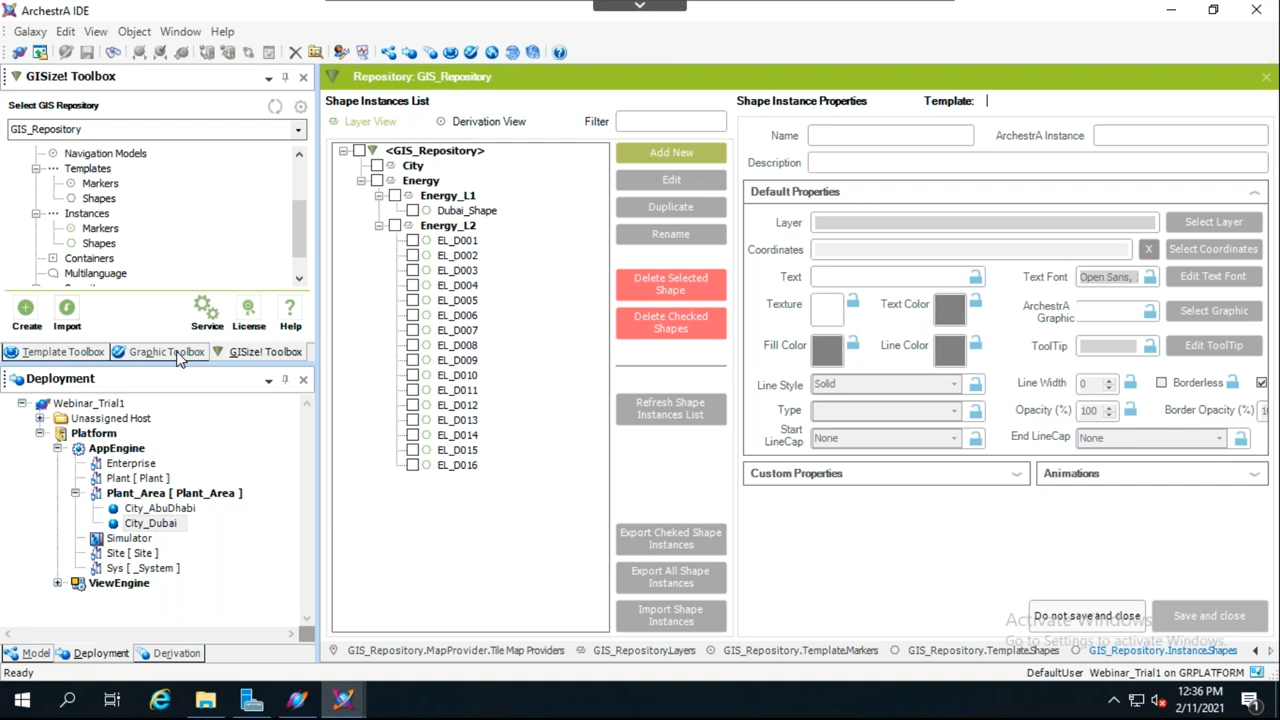 ArchestrA IDE
Galaxy Edit View Object Window Help
GISize! Toolbox
Select GIS Repository
GIS_Repository
Navigation Models
Templates
Markers
Shapes
Instances
Markers
Shapes
Containers
Multilanguage
Create Import Service License Help
Template Toolbox Graphic Toolbox GISize! Toolbox
Deployment
Webinar_Trial1
Unassigned Host
Platform
AppEngine
Enterprise
Plant [ Plant ]
Plant_Area [ Plant_Area ]
City_AbuDhabi
City_Dubai
Simulator
Site [ Site ]
Sys [ _System ]
ViewEngine
Model Deployment Derivation
Ready
Repository: GIS_Repository
Shape Instances List
Layer View Derivation View Filter
<GIS_Repository>
City
Energy
Energy_L1
Dubai_Shape
Energy_L2
EL_D001
EL_D002
EL_D003
EL_D004
EL_D005
EL_D006
EL_D007
EL_D008
EL_D009
EL_D010
EL_D011
EL_D012
EL_D013
EL_D014
EL_D015
EL_D016
Add New
Edit
Duplicate
Rename
Delete Selected
Shape
Delete Checked
Shapes
Refresh Shape
Instances List
Export Cheked Shape
Instances
Export All Shape
Instances
Import Shape
Instances
Shape Instance Properties Template:
Name ArchestrA Instance
Description
Default Properties
Layer Select Layer
Coordinates X Select Coordinates
Text Text Font Open Sans, Edit Text Font
Texture Text Color ArchestrA
Graphic Select Graphic
Fill Color Line Color ToolTip Edit ToolTip
Line Style Solid Line Width 0 Borderless
Type Opacity (%) 100 Border Opacity (%)
Start
LineCap None End LineCap None
Custom Properties Animations
Do not save and close Save and close
Activate Windows
Go to Settings to activate Windows.
GIS_Repository.MapProvider.Tile Map Providers GIS_Repository.Layers GIS_Repository.Template.Markers GIS_Repository.Template.Shapes GIS_Repository.Instance.Shapes
DefaultUser Webinar_Trial1 on GRPLATFORM
12:36 PM
2/11/2021
1